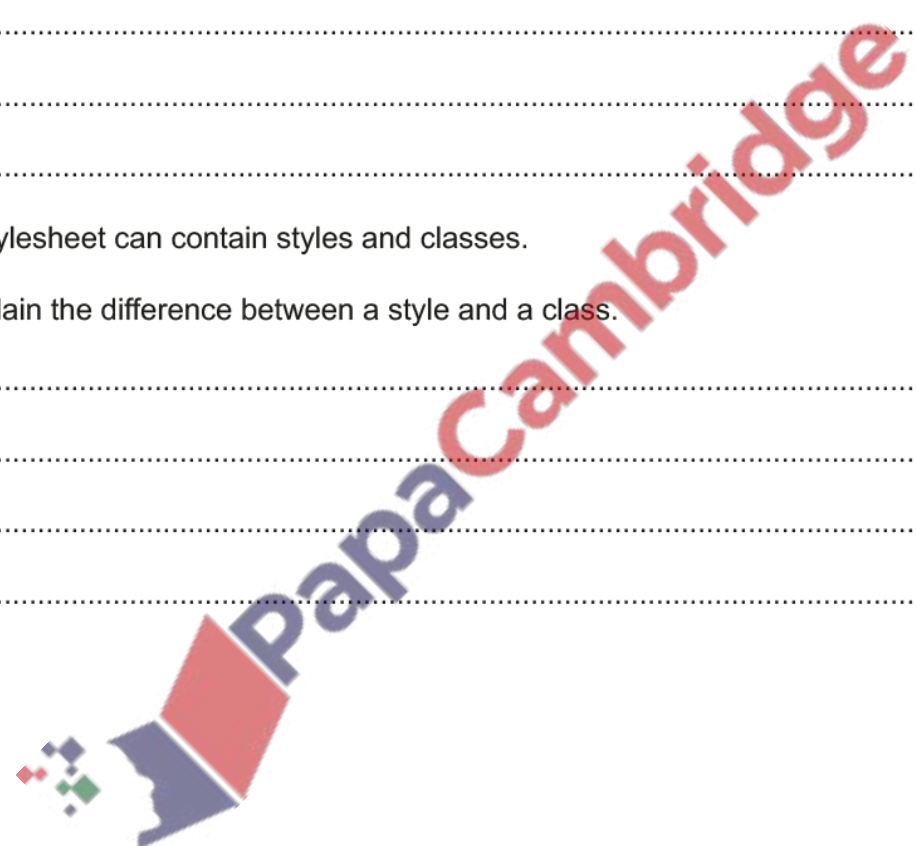 ylesheet can contain styles and classes.
lain the difference between a style and a class.
PapaCambridge